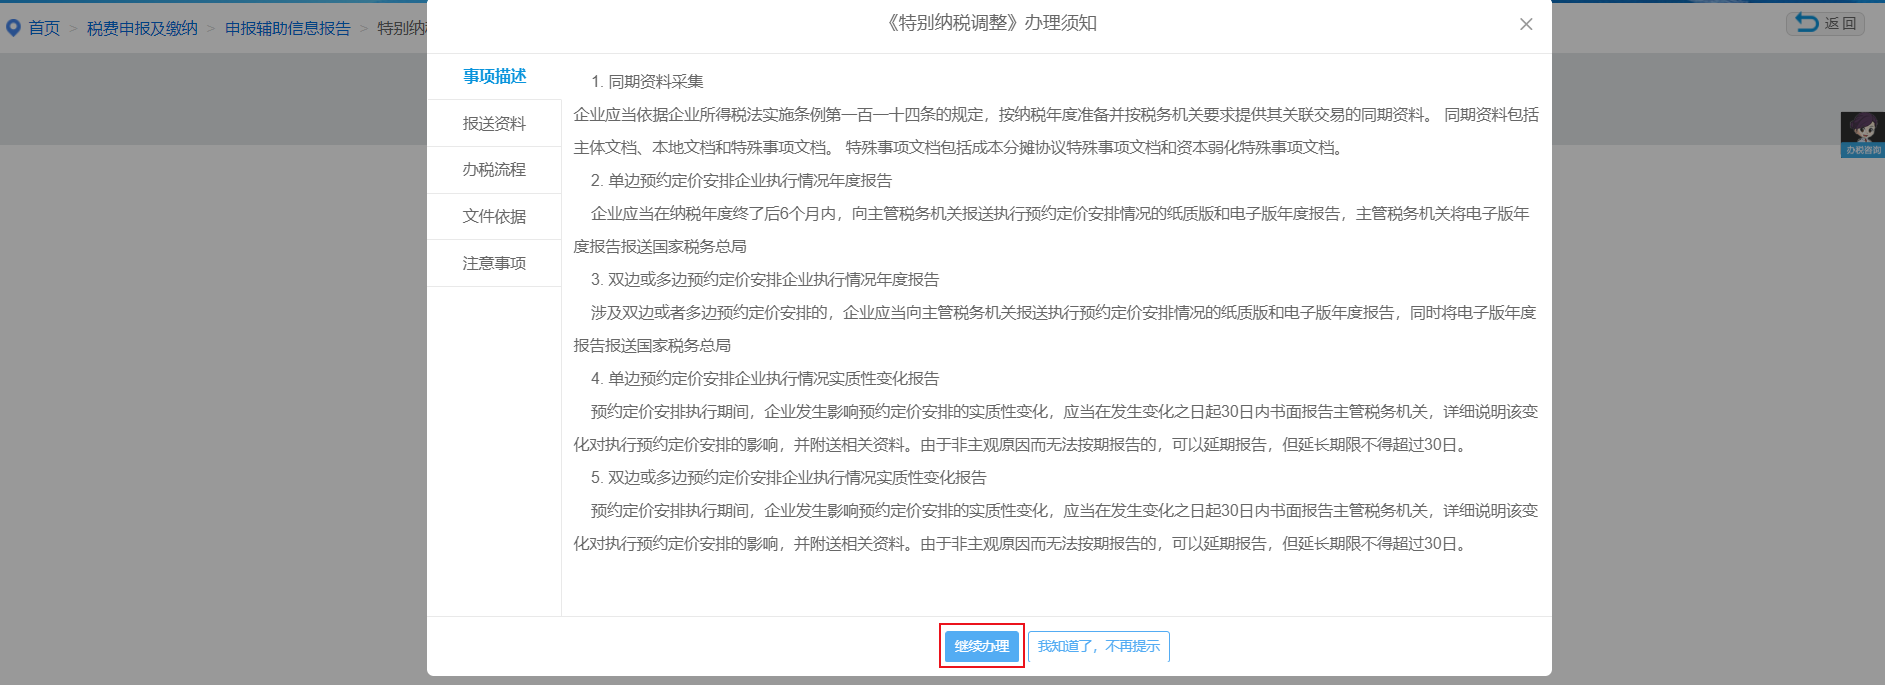 首页 > 税费申报及缴纳 > 申报辅助信息报告 > 特别纳
《特别纳税调整》办理须知
返回
事项描述
报送资料
办税流程
文件依据
注意事项
1. 同期资料采集
企业应当依据企业所得税法实施条例第一百一十四条的规定，按纳税年度准备并按税务机关要求提供其关联交易的同期资料。 同期资料包括
主体文档、本地文档和特殊事项文档。 特殊事项文档包括成本分摊协议特殊事项文档和资本弱化特殊事项文档。
2. 单边预约定价安排企业执行情况年度报告
企业应当在纳税年度终了后6个月内，向主管税务机关报送执行预约定价安排情况的纸质版和电子版年度报告，主管税务机关将电子版年
度报告报送国家税务总局
3. 双边或多边预约定价安排企业执行情况年度报告
涉及双边或者多边预约定价安排的，企业应当向主管税务机关报送执行预约定价安排情况的纸质版和电子版年度报告，同时将电子版年度
报告报送国家税务总局
4. 单边预约定价安排企业执行情况实质性变化报告
预约定价安排执行期间，企业发生影响预约定价安排的实质性变化，应当在发生变化之日起30日内书面报告主管税务机关，详细说明该变
化对执行预约定价安排的影响，并附送相关资料。由于非主观原因而无法按期报告的，可以延期报告，但延长期限不得超过30日。
5. 双边或多边预约定价安排企业执行情况实质性变化报告
预约定价安排执行期间，企业发生影响预约定价安排的实质性变化，应当在发生变化之日起30日内书面报告主管税务机关，详细说明该变
化对执行预约定价安排的影响，并附送相关资料。由于非主观原因而无法按期报告的，可以延期报告，但延长期限不得超过30日。
办税咨询
继续办理
我知道了，不再提示